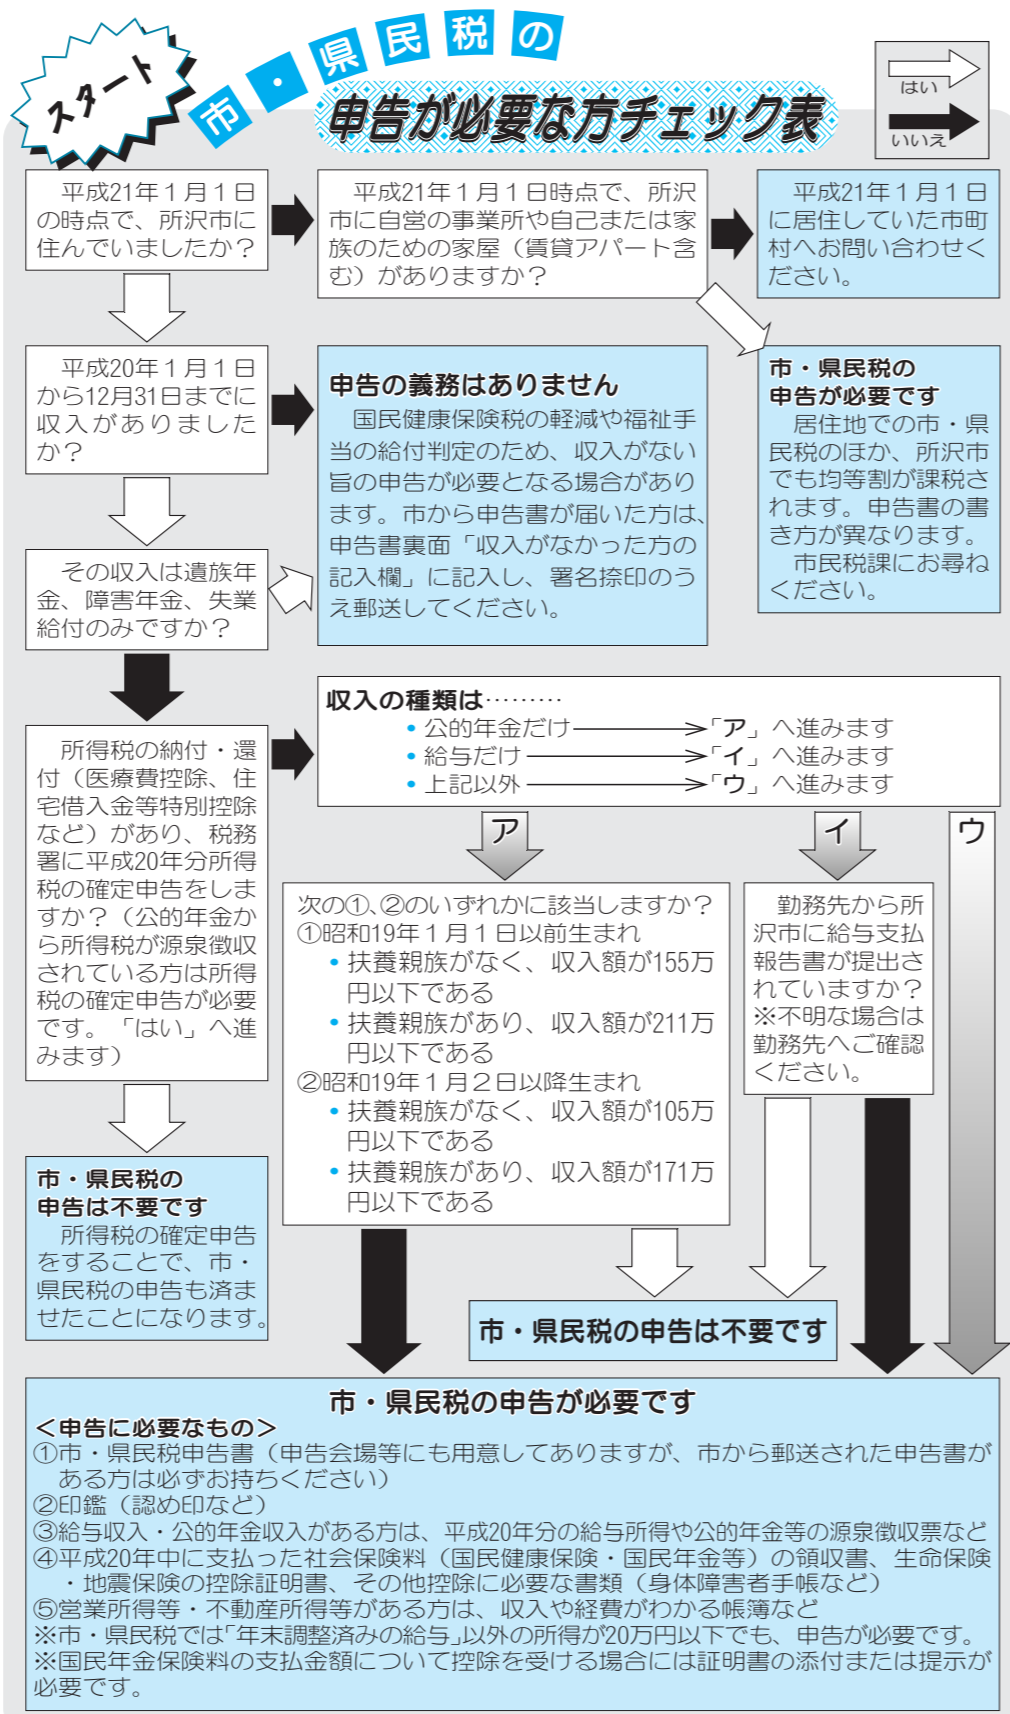 スタート
市・県民税の
申告が必要な方チェック表
はい
いいえ
平成21年1月1日
の時点で、所沢市に
住んでいましたか？
平成21年1月1日時点で、所沢
市に自営の事業所や自己または家
族のための家屋（賃貸アパート含
む）がありますか？
平成21年1月1日
に居住していた市町
村へお問い合わせく
ださい。
平成20年1月1日
から12月31日までに
収入がありました
か？
申告の義務はありません
国民健康保険税の軽減や福祉手
当の給付判定のため、収入がない
旨の申告が必要となる場合があり
ます。市から申告書が届いた方は、
申告書裏面「収入がなかった方の
記入欄」に記入し、署名捺印のう
え郵送してください。
市・県民税の
申告が必要です
居住地での市・県
民税のほか、所沢市
でも均等割が課税さ
れます。申告書の書
き方が異なります。
市民税課にお尋ね
ください。
その収入は遺族年
金、障害年金、失業
給付のみですか？
収入の種類は………
・公的年金だけ→「ア」へ進みます
・給与だけ→「イ」へ進みます
・上記以外→「ウ」へ進みます
所得税の納付・還
付（医療費控除、住
宅借入金等特別控除
など）があり、税務
署に平成20年分所得
税の確定申告をしま
すか？（公的年金か
ら所得税が源泉徴収
されている方は所得
税の確定申告が必要
です。「はい」へ進
みます）
ア
イ
ウ
次の①、②のいずれかに該当しますか？
①昭和19年1月1日以前生まれ
・扶養親族がなく、収入額が155万
円以下である
・扶養親族があり、収入額が211万
円以下である
②昭和19年1月2日以降生まれ
・扶養親族がなく、収入額が105万
円以下である
・扶養親族があり、収入額が171万
円以下である
勤務先から所
沢市に給与支払
報告書が提出さ
れていますか？
※不明な場合は
勤務先へご確認
ください。
市・県民税の
申告は不要です
所得税の確定申告
をすることで、市・
県民税の申告も済ま
せたことになります。
市・県民税の申告は不要です
市・県民税の申告が必要です
＜申告に必要なもの＞
①市・県民税申告書（申告会場等にも用意してありますが、市から郵送された申告書が
ある方は必ずお持ちください）
②印鑑（認め印など）
③給与収入・公的年金収入がある方は、平成20年分の給与所得や公的年金等の源泉徴収票など
④平成20年中に支払った社会保険料（国民健康保険・国民年金等）の領収書、生命保険
・地震保険の控除証明書、その他控除に必要な書類（身体障害者手帳など）
⑤営業所得等・不動産所得等がある方は、収入や経費がわかる帳簿など
※市・県民税では「年末調整済みの給与」以外の所得が20万円以下でも、申告が必要です。
※国民年金保険料の支払金額について控除を受ける場合には証明書の添付または提示が
必要です。